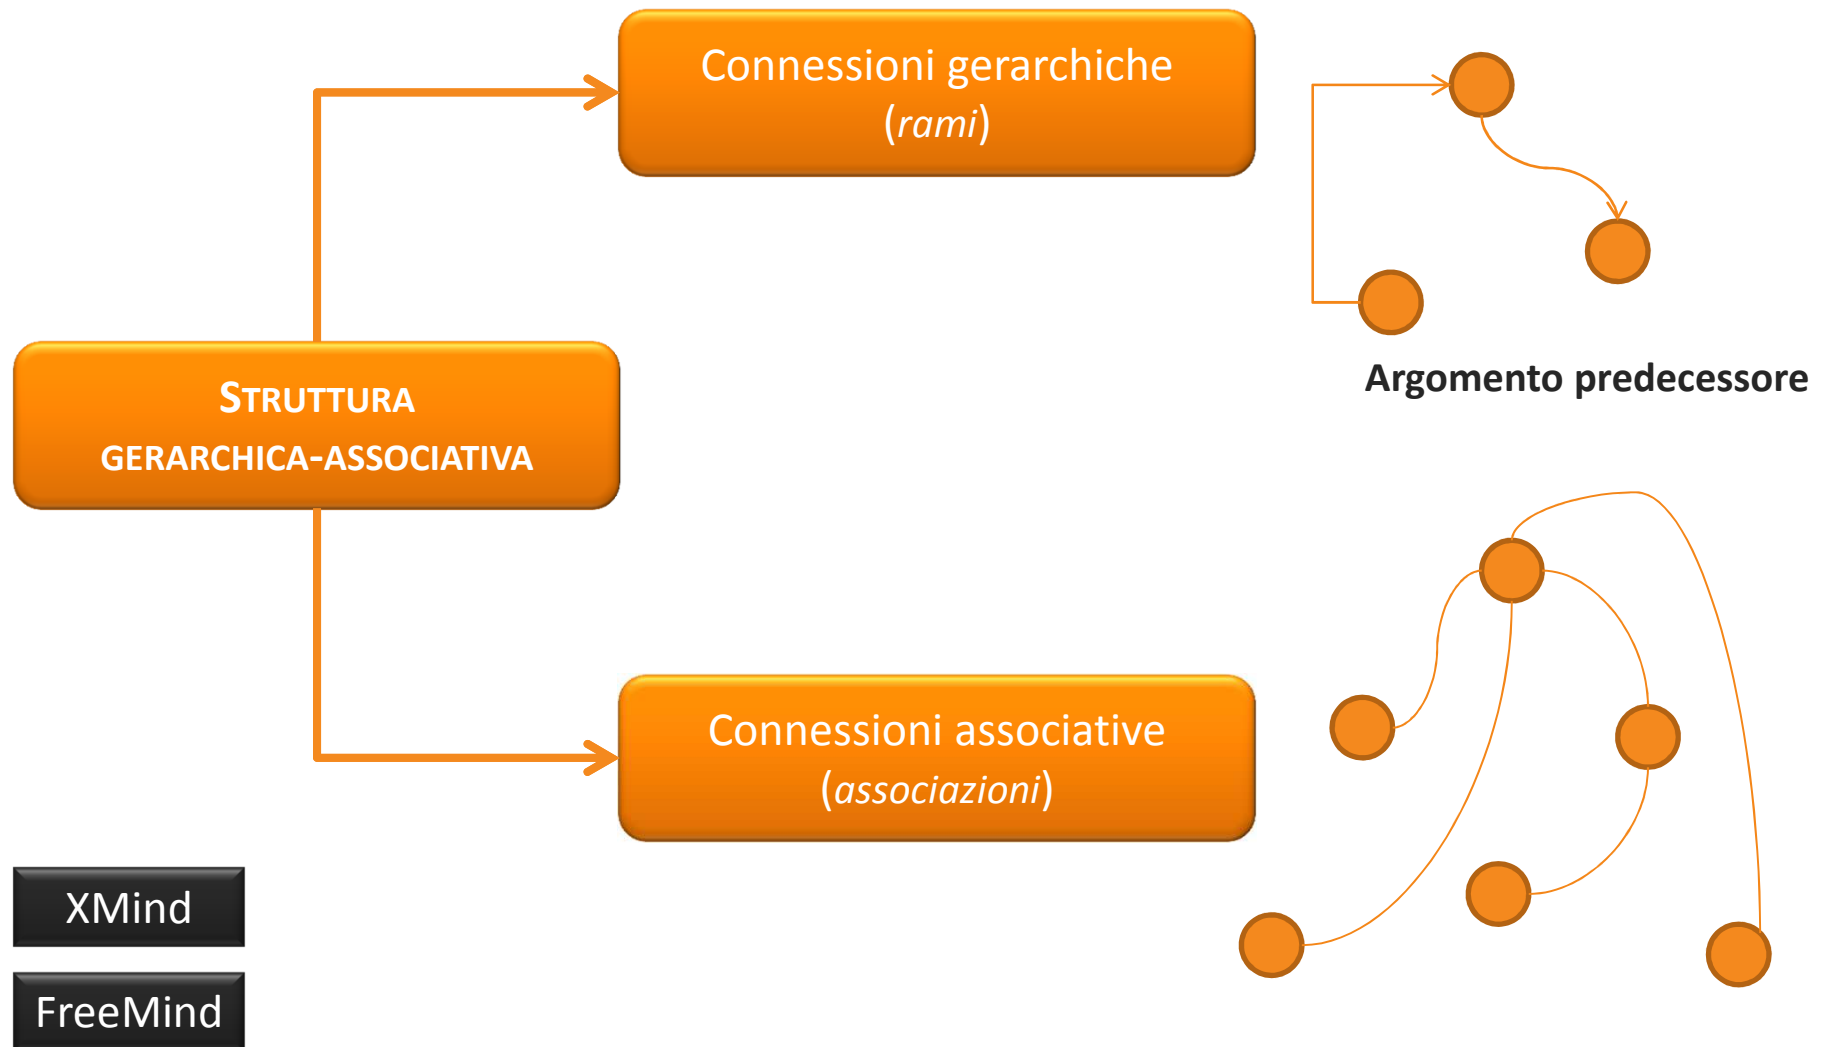 Connessioni gerarchiche
(rami)
Argomento predecessore
STRUTTURA
GERARCHICA-ASSOCIATIVA
Connessioni associative
(associazioni)
XMind
FreeMind